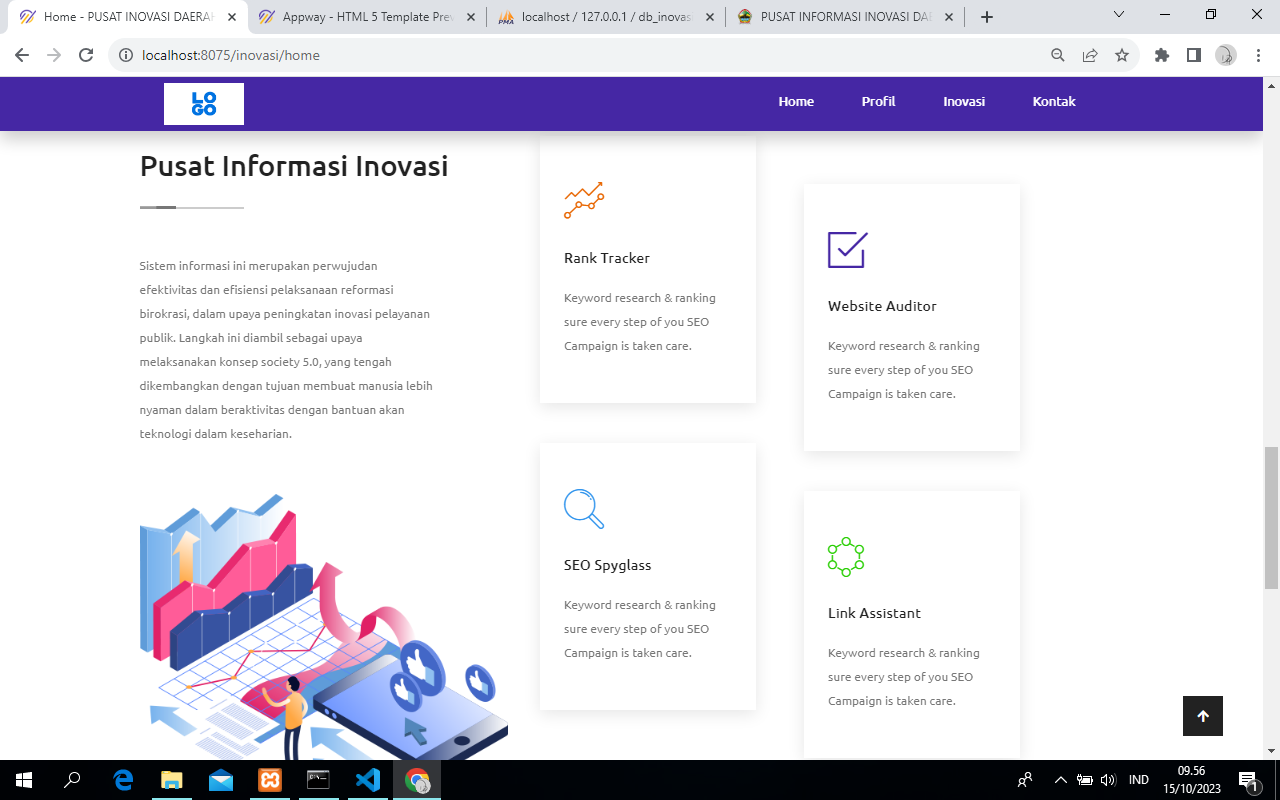 Home - PUSAT INOVASI DAERAH
Appway - HTML 5 Template Prev
localhost / 127.0.0.1 / db_inovasi
PUSAT INFORMASI INOVASI DAE
localhost:8075/inovasi/home
LO
GO
Home
Profil
Inovasi
Kontak
Pusat Informasi Inovasi
Sistem informasi ini merupakan perwujudan
efektivitas dan efisiensi pelaksanaan reformasi
birokrasi, dalam upaya peningkatan inovasi pelayanan
publik. Langkah ini diambil sebagai upaya
melaksanakan konsep society 5.0, yang tengah
dikembangkan dengan tujuan membuat manusia lebih
nyaman dalam beraktivitas dengan bantuan akan
teknologi dalam keseharian.
Rank Tracker
Keyword research & ranking
sure every step of you SEO
Campaign is taken care.
Website Auditor
Keyword research & ranking
sure every step of you SEO
Campaign is taken care.
SEO Spyglass
Keyword research & ranking
sure every step of you SEO
Campaign is taken care.
Link Assistant
Keyword research & ranking
sure every step of you SEO
Campaign is taken care.
IND
09.56
15/10/2023
1